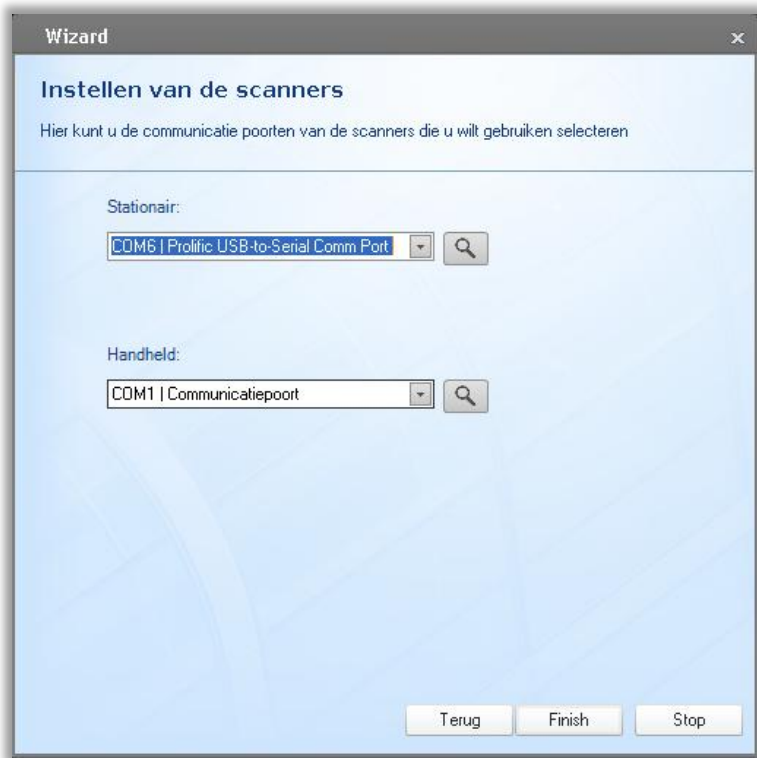 Wizard
Instellen van de scanners
Hier kunt u de communicatie poorten van de scanners die u wilt gebruiken selecteren
Stationair:
COM6 | Prolific USB-to-Serial Comm Port
Handheld:
COM1 | Communicatiepoort
Terug Finish Stop